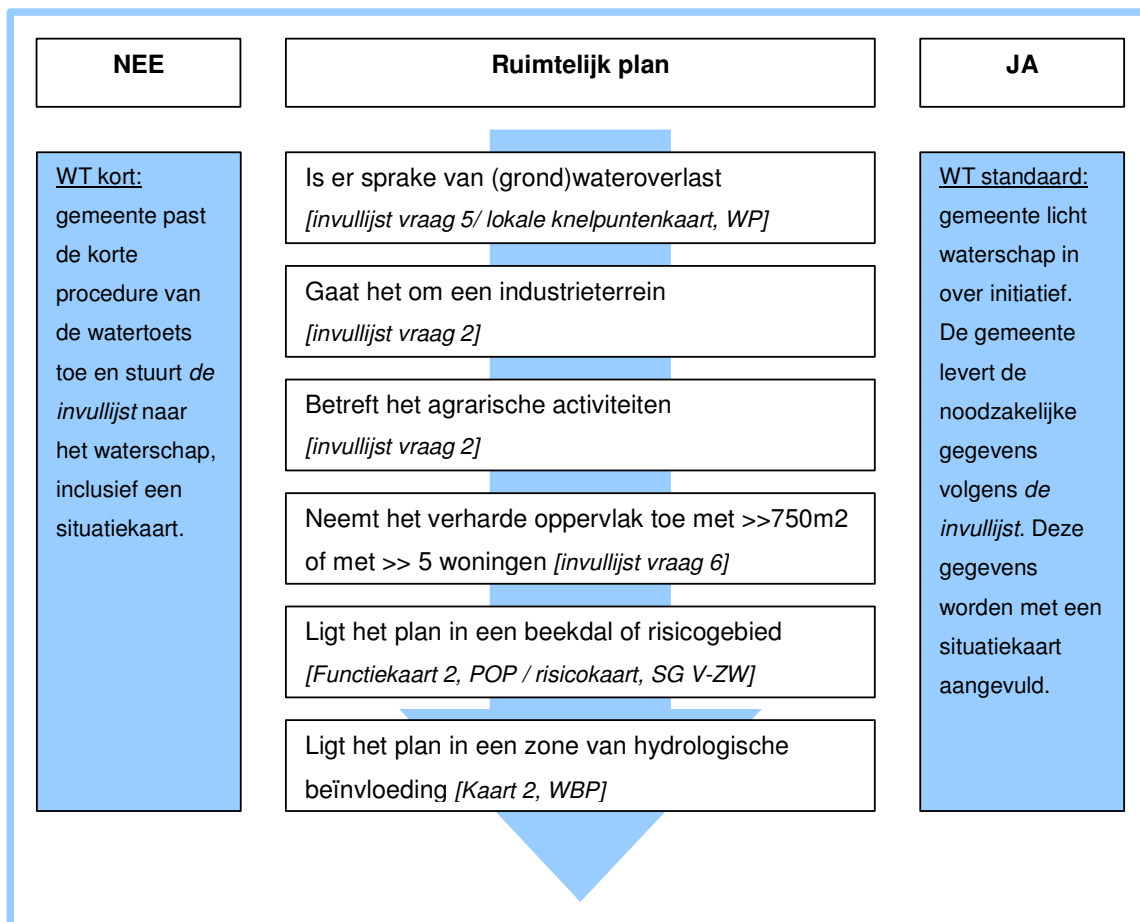 NEE
Ruimtelijk plan
JA
WT kort:
gemeente past
de korte
procedure van
de watertoets
toe en stuurt de
invullijst naar
het waterschap,
inclusief een
situatiekaart.
Is er sprake van (grond)wateroverlast
[invullijst vraag 5/ lokale knelpuntenkaart, WP]
Gaat het om een industrieterrein
[invullijst vraag 2]
Betreft het agrarische activiteiten
[invullijst vraag 2]
Neemt het verharde oppervlak toe met >>750m2
of met >> 5 woningen [invullijst vraag 6]
Ligt het plan in een beekdal of risicogebied
[Functiekaart 2, POP / risicokaart, SG V-ZW]
Ligt het plan in een zone van hydrologische
beïnvloeding [Kaart 2, WBP]
WT standaard:
gemeente licht
waterschap in
over initiatief.
De gemeente
levert de
noodzakelijke
gegevens
volgens de
invullijst. Deze
gegevens
worden met een
situatiekaart
aangevuld.